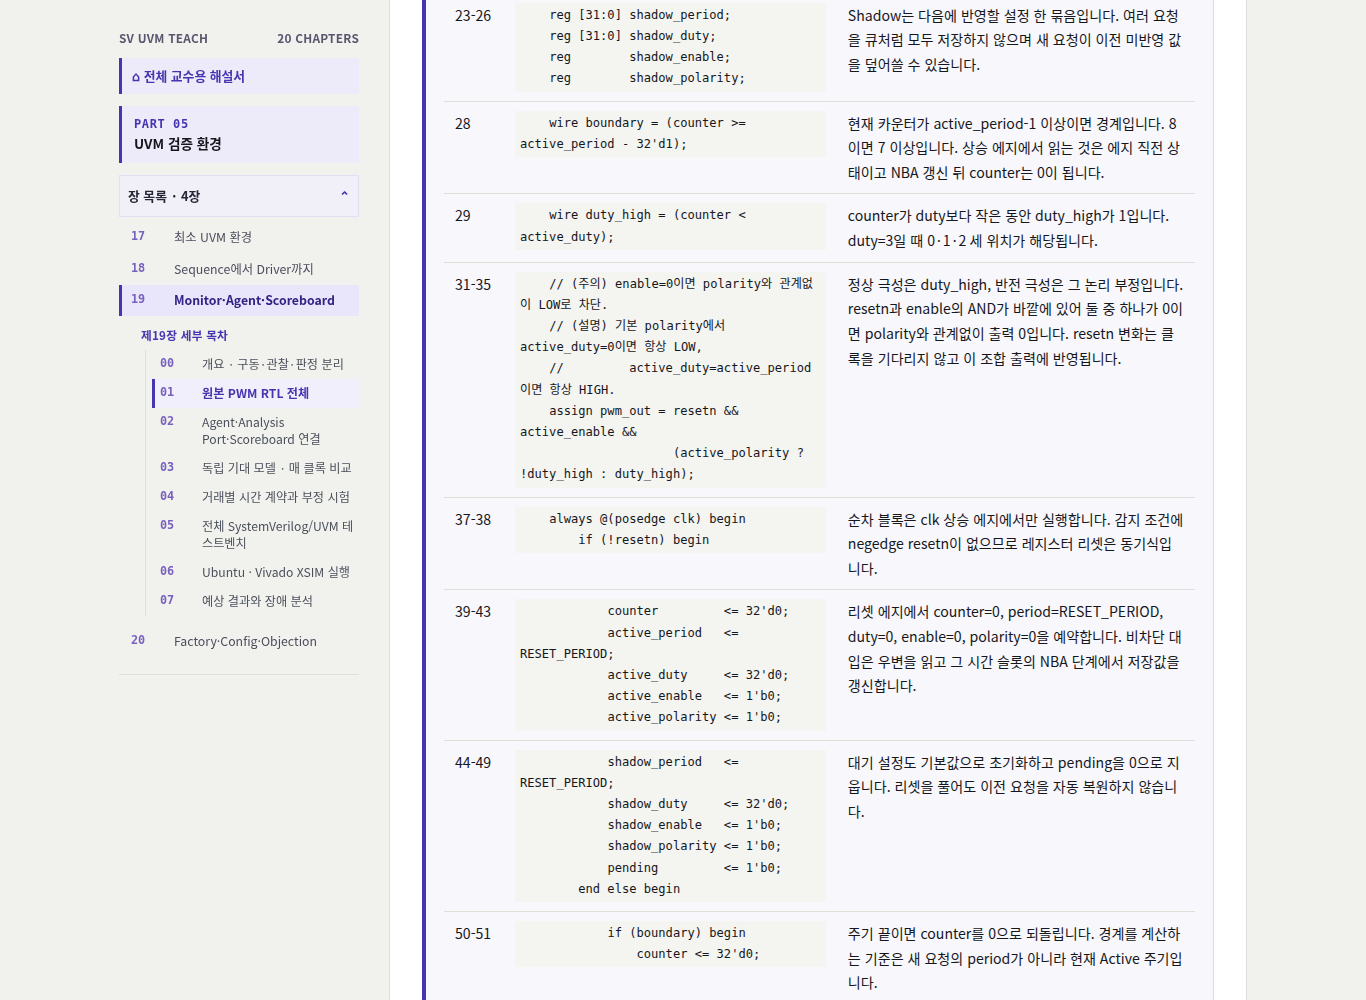 SV UVM TEACH 20 CHAPTERS
⌂ 전체 교수용 해설서
PART 05
UVM 검증 환경
장 목록 · 4장
17 최소 UVM 환경
18 Sequence에서 Driver까지
19 Monitor·Agent·Scoreboard
제19장 세부 목차
00 개요 · 구동·관찰·판정 분리
01 원본 PWM RTL 전체
02 Agent·Analysis
Port·Scoreboard 연결
03 독립 기대 모델 · 매 클록 비교
04 거래별 시간 계약과 부정 시험
05 전체 SystemVerilog/UVM 테
스트벤치
06 Ubuntu · Vivado XSIM 실행
07 예상 결과와 장애 분석
20 Factory·Config·Objection
23-26
reg [31:0] shadow_period;
reg [31:0] shadow_duty;
reg        shadow_enable;
reg        shadow_polarity;
Shadow는 다음에 반영할 설정 한 묶음입니다. 여러 요청
을 큐처럼 모두 저장하지 않으며 새 요청이 이전 미반영 값
을 덮어쓸 수 있습니다.
28
wire boundary = (counter >=
active_period - 32'd1);
현재 카운터가 active_period-1 이상이면 경계입니다. 8
이면 7 이상입니다. 상승 에지에서 읽는 것은 에지 직전 상
태이고 NBA 갱신 뒤 counter는 0이 됩니다.
29
wire duty_high = (counter <
active_duty);
counter가 duty보다 작은 동안 duty_high가 1입니다.
duty=3일 때 0·1·2 세 위치가 해당됩니다.
31-35
// (주의) enable=0이면 polarity와 관계없
이 LOW로 차단.
// (설명) 기본 polarity에서
active_duty=0이면 항상 LOW,
//         active_duty=active_period
이면 항상 HIGH.
assign pwm_out = resetn &&
active_enable &&
(active_polarity ?
!duty_high : duty_high);
정상 극성은 duty_high, 반전 극성은 그 논리 부정입니다.
resetn과 enable의 AND가 바깥에 있어 둘 중 하나가 0이
면 polarity와 관계없이 출력 0입니다. resetn 변화는 클
록을 기다리지 않고 이 조합 출력에 반영됩니다.
37-38
always @(posedge clk) begin
if (!resetn) begin
순차 블록은 clk 상승 에지에서만 실행합니다. 감지 조건에
negedge resetn이 없으므로 레지스터 리셋은 동기식입
니다.
39-43
counter         <= 32'd0;
active_period   <=
RESET_PERIOD;
active_duty     <= 32'd0;
active_enable   <= 1'b0;
active_polarity <= 1'b0;
리셋 에지에서 counter=0, period=RESET_PERIOD,
duty=0, enable=0, polarity=0을 예약합니다. 비차단 대
입은 우변을 읽고 그 시간 슬롯의 NBA 단계에서 저장값을
갱신합니다.
44-49
shadow_period   <=
RESET_PERIOD;
shadow_duty     <= 32'd0;
shadow_enable   <= 1'b0;
shadow_polarity <= 1'b0;
pending         <= 1'b0;
end else begin
대기 설정도 기본값으로 초기화하고 pending을 0으로 지
웁니다. 리셋을 풀어도 이전 요청을 자동 복원하지 않습니
다.
50-51
if (boundary) begin
counter <= 32'd0;
주기 끝이면 counter를 0으로 되돌립니다. 경계를 계산하
는 기준은 새 요청의 period가 아니라 현재 Active 주기입
니다.